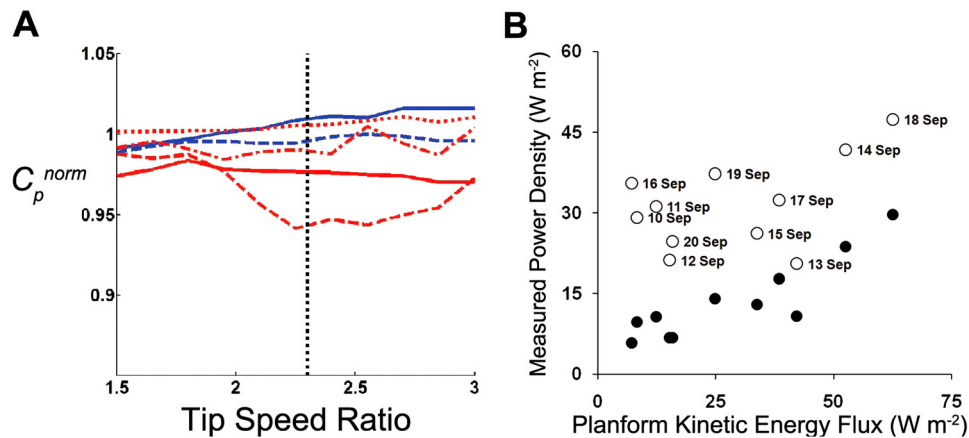 A
1.05
1
0.95
0.9
C_p^norm
1.5
2
2.5
3
Tip Speed Ratio
B
60
45
30
15
0
Measured Power Density (W m⁻²)
18 Sep
14 Sep
19 Sep
16 Sep
17 Sep
11 Sep
10 Sep
15 Sep
20 Sep
12 Sep
13 Sep
0
25
50
75
Planform Kinetic Energy Flux (W m⁻²)